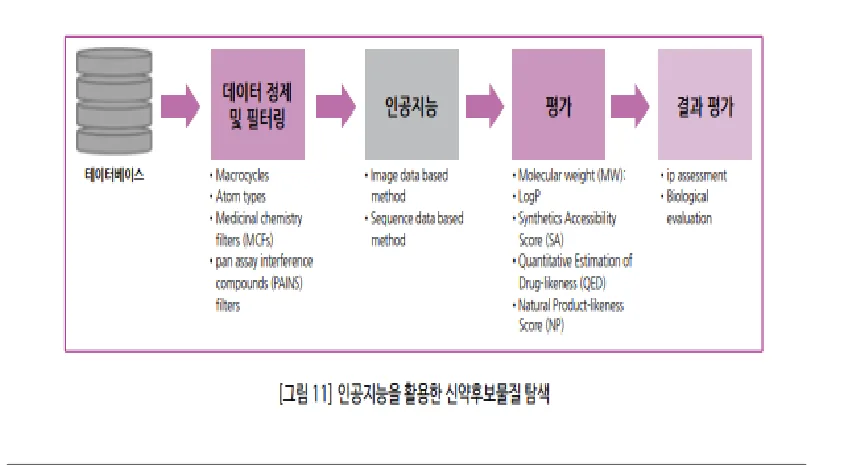 데이터 정제
및 필터링
인공지능
평가
결과 평가
테이터베이스
• Macrocycles
• Atom types
• Medicinal chemistry
filters (MCFs)
• pan assay interference
compounds (PAINS)
filters
• Image data based
method
• Sequence data based
method
• Molecular weight (MW):
• LogP
• Synthetics Accessibility
Score (SA)
• Quantitative Estimation of
Drug-likeness (QED)
• Natural Product-likeness
Score (NP)
• ip assessment
• Biological
evaluation
[그림 11] 인공지능을 활용한 신약후보물질 탐색